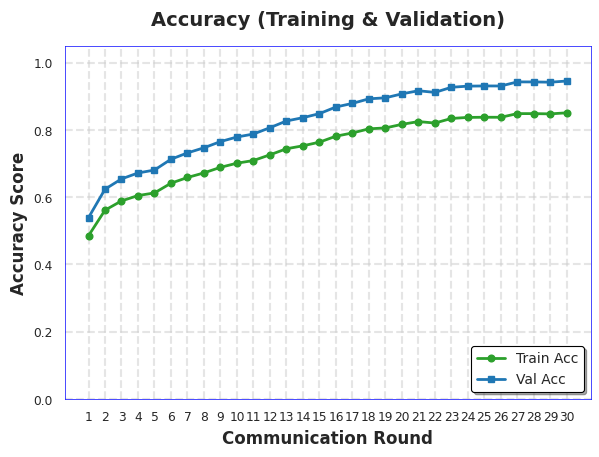 Accuracy (Training & Validation)
1.0
0.8
0.6
0.4
0.2
0.0
Accuracy Score
Train Acc
Val Acc
1 2 3 4 5 6 7 8 9 10 11 12 13 14 15 16 17 18 19 20 21 22 23 24 25 26 27 28 29 30
Communication Round